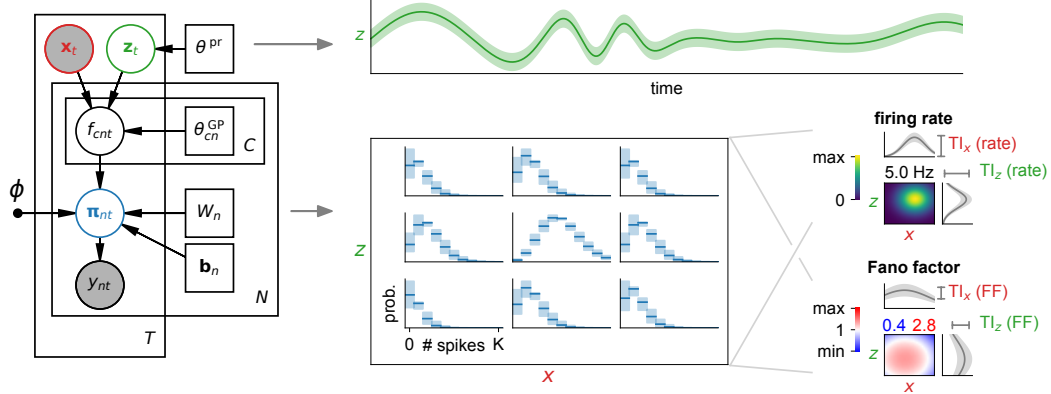 x_t
z_t
θ^pr
f_cnt
θ_cn^GP
C
ϕ
π_nt
W_n
b_n
y_nt
N
T
z
time
z
prob.
0 # spikes K
x
firing rate
TI_x (rate)
max
0
5.0 Hz
TI_z (rate)
z
x
Fano factor
TI_x (FF)
max
1
min
0.4 2.8
TI_z (FF)
z
x